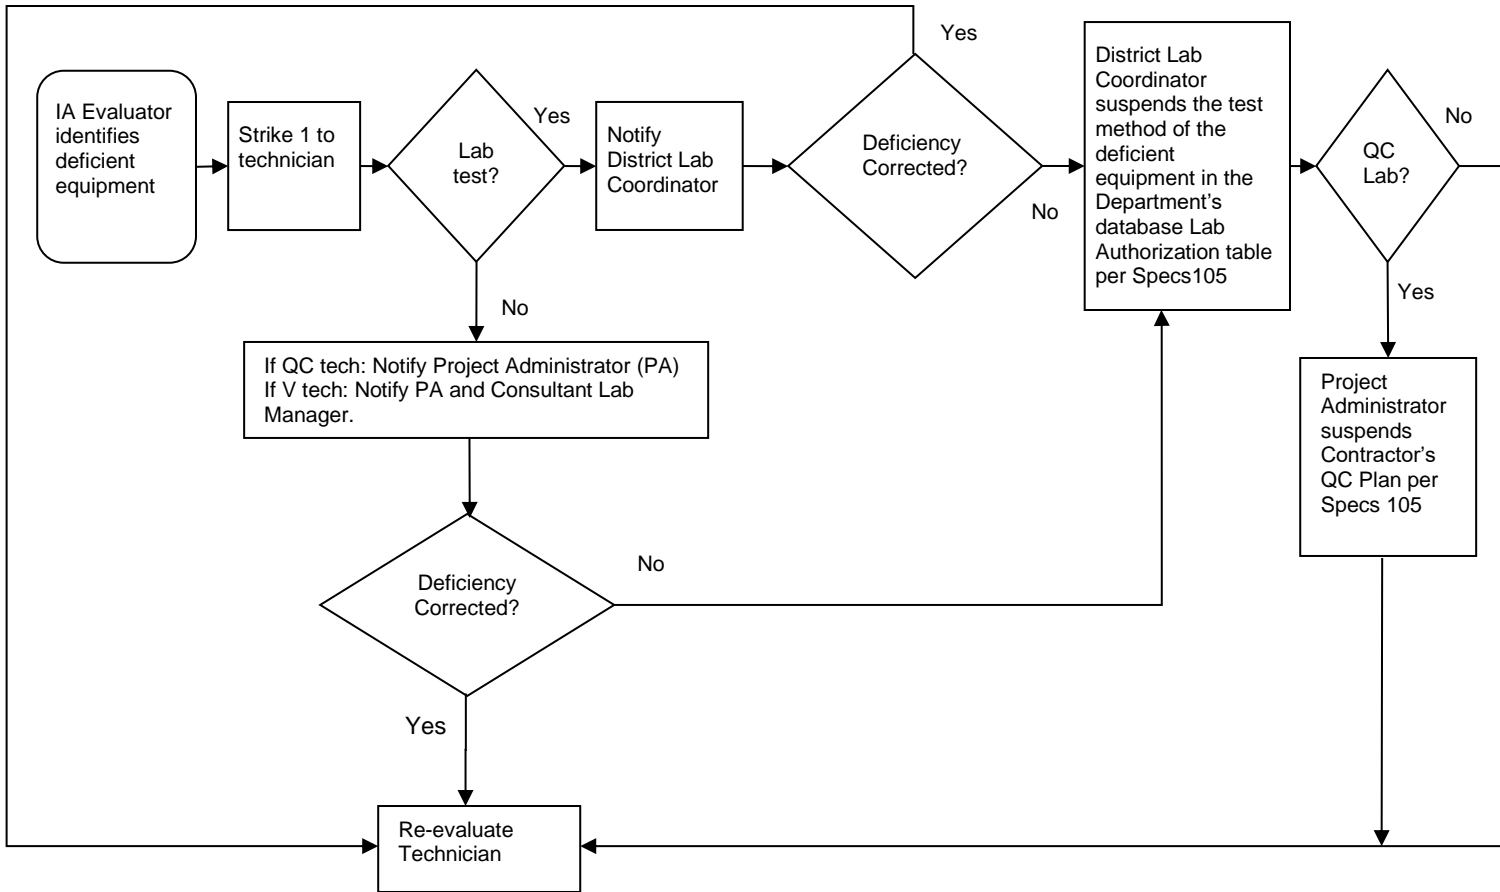 IA Evaluator
identifies
deficient
equipment
Strike 1 to
technician
Lab
test?
Yes
No
Notify
District Lab
Coordinator
Deficiency
Corrected?
Yes
No
District Lab
Coordinator
suspends the test
method of the
deficient
equipment in the
Department’s
database Lab
Authorization table
per Specs105
QC
Lab?
No
Yes
Project
Administrator
suspends
Contractor’s
QC Plan per
Specs 105
If QC tech: Notify Project Administrator (PA)
If V tech: Notify PA and Consultant Lab
Manager.
Deficiency
Corrected?
No
Yes
Re-evaluate
Technician